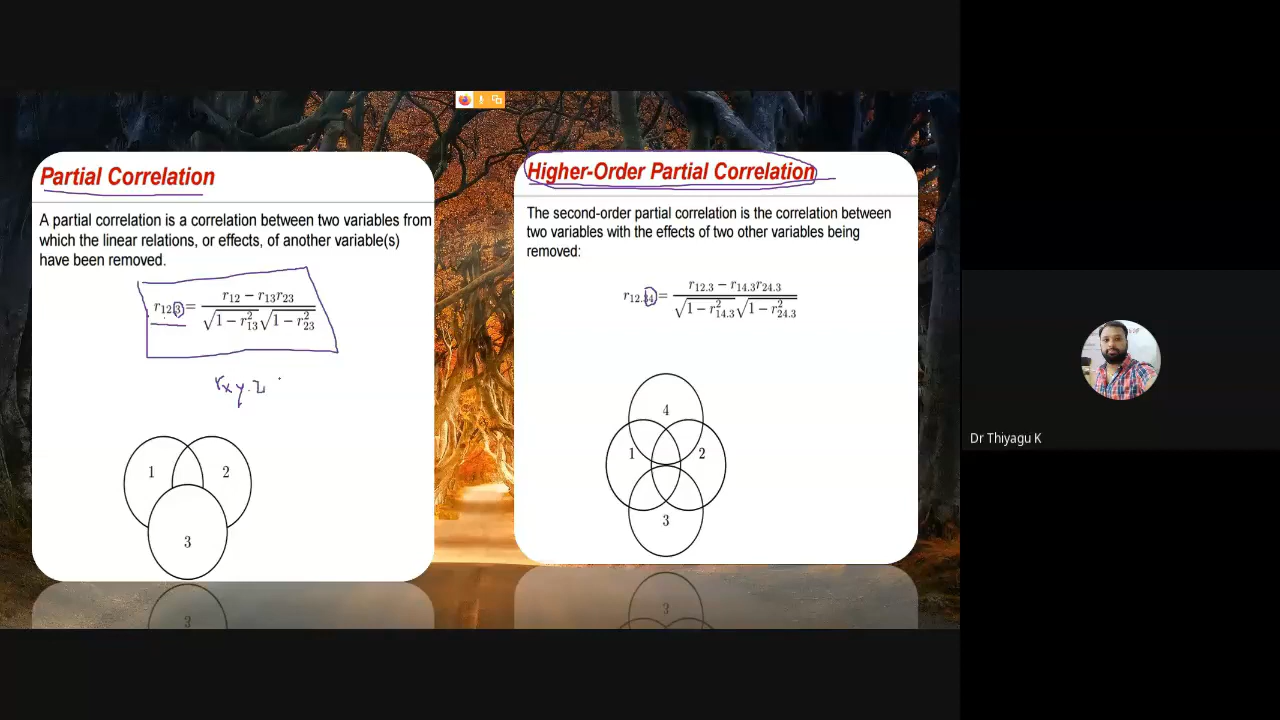 Partial Correlation
A partial correlation is a correlation between two variables from
which the linear relations, or effects, of another variable(s)
have been removed.
r₁₂.₃ = (r₁₂ − r₁₃r₂₃) / (√(1 − r²₁₃) √(1 − r²₂₃))
r x y . z
1
2
3
3
Higher-Order Partial Correlation
The second-order partial correlation is the correlation between
two variables with the effects of two other variables being
removed:
r₁₂.₃₄ = (r₁₂.₃ − r₁₄.₃r₂₄.₃) / (√(1 − r²₁₄.₃) √(1 − r²₂₄.₃))
4
1
2
3
3
Dr Thiyagu K